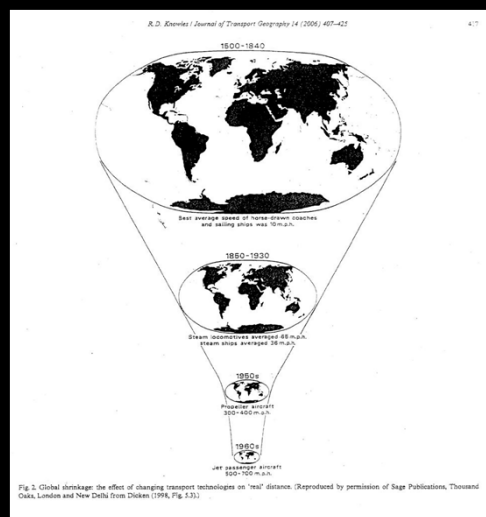 R.D. Knowles / Journal of Transport Geography 14 (2006) 407–425
1500-1840
Best average speed of horse-drawn coaches
and sailing ships was 10 m.p.h.
1850-1930
Steam locomotives averaged 65 m.p.h.
steam ships averaged 36 m.p.h.
1950s
Propeller aircraft
300-400 m.p.h.
1960s
Jet passenger aircraft
500-700 m.p.h.
Fig. 2. Global shrinkage: the effect of changing transport technologies on 'real' distance. (Reproduced by permission of Sage Publications, Thousand
Oaks, London and New Delhi from Dicken (1998, Fig. 5.3).)